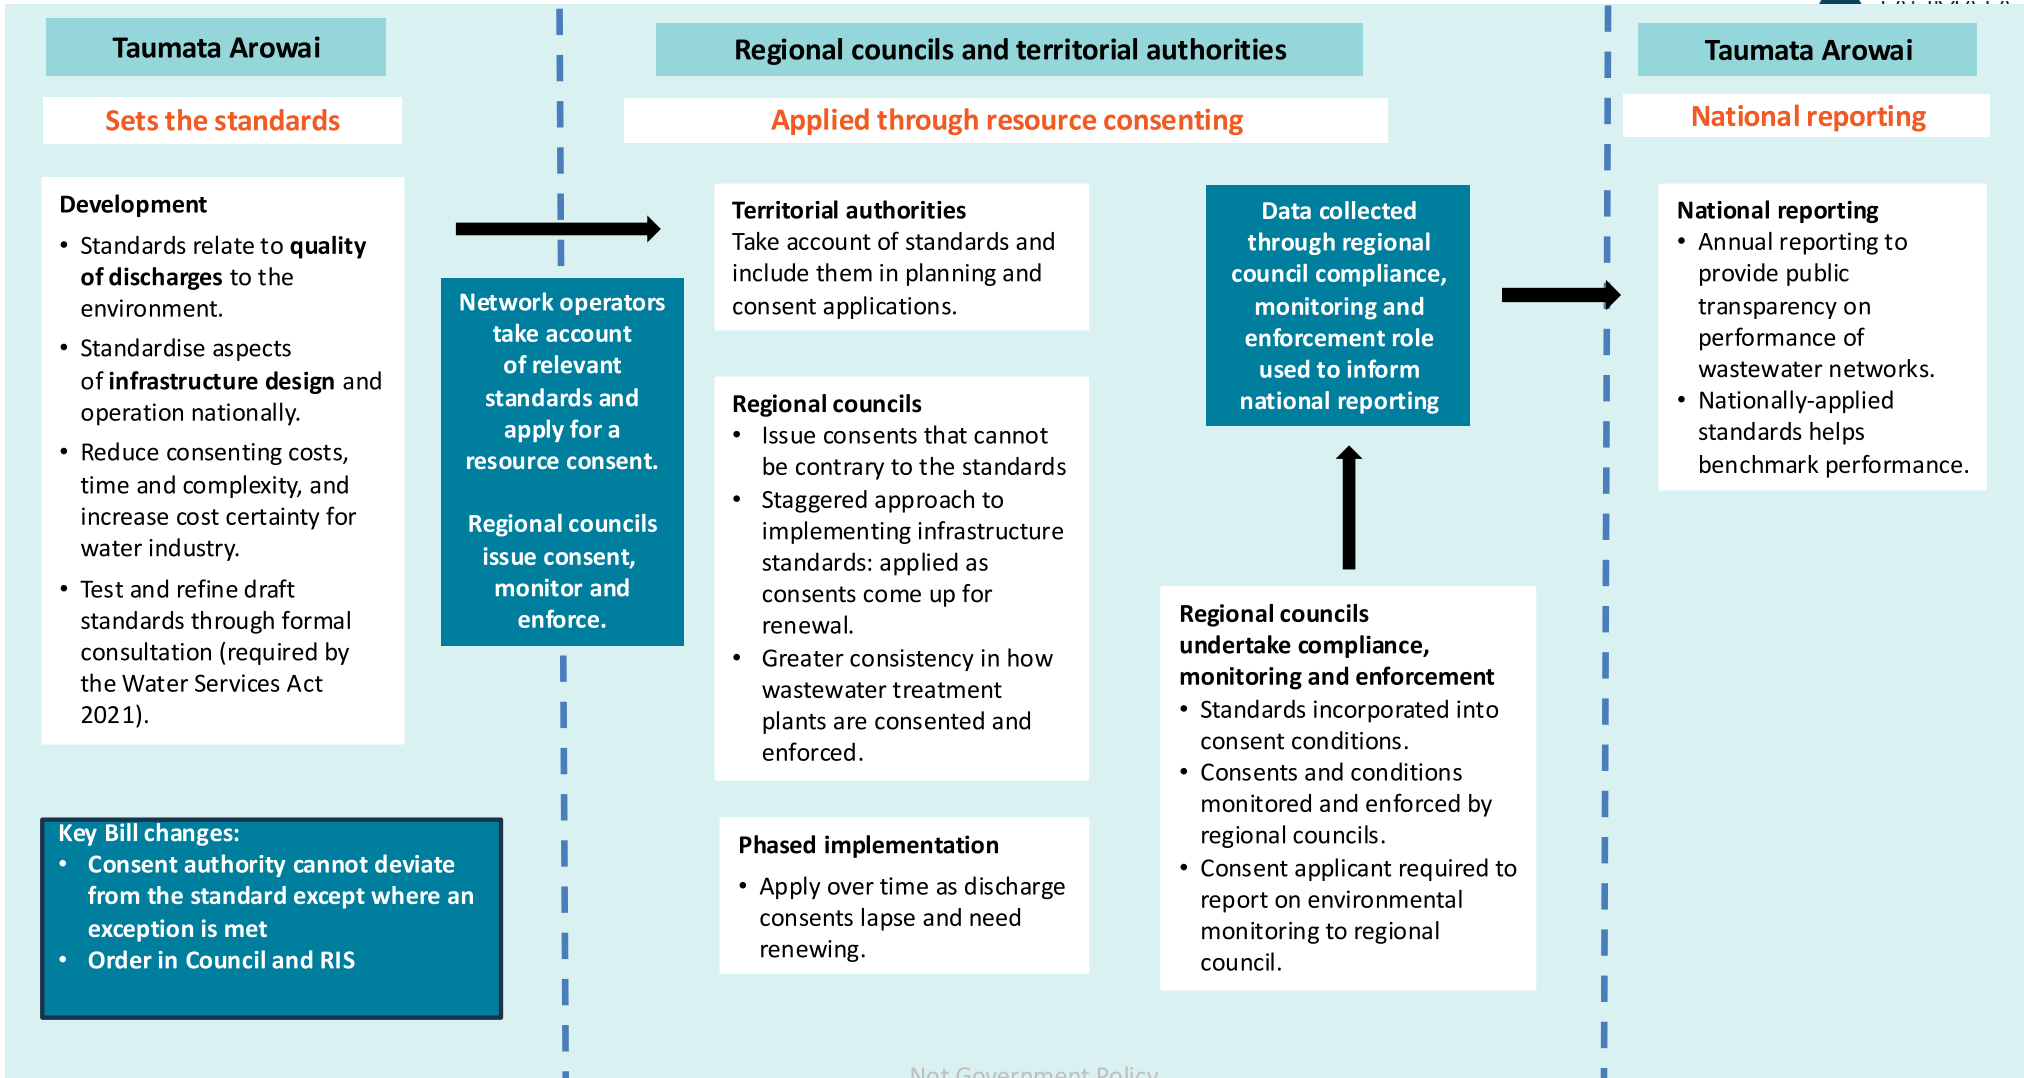 Taumata Arowai
Sets the standards
Development
• Standards relate to quality
of discharges to the
environment.
• Standardise aspects
of infrastructure design and
operation nationally.
• Reduce consenting costs,
time and complexity, and
increase cost certainty for
water industry.
• Test and refine draft
standards through formal
consultation (required by
the Water Services Act
2021).
Key Bill changes:
• Consent authority cannot deviate
from the standard except where an
exception is met
• Order in Council and RIS
Network operators
take account
of relevant
standards and
apply for a
resource consent.
Regional councils
issue consent,
monitor and
enforce.
Regional councils and territorial authorities
Applied through resource consenting
Territorial authorities
Take account of standards and
include them in planning and
consent applications.
Regional councils
• Issue consents that cannot
be contrary to the standards
• Staggered approach to
implementing infrastructure
standards: applied as
consents come up for
renewal.
• Greater consistency in how
wastewater treatment
plants are consented and
enforced.
Phased implementation
• Apply over time as discharge
consents lapse and need
renewing.
Data collected
through regional
council compliance,
monitoring and
enforcement role
used to inform
national reporting
Regional councils
undertake compliance,
monitoring and enforcement
• Standards incorporated into
consent conditions.
• Consents and conditions
monitored and enforced by
regional councils.
• Consent applicant required to
report on environmental
monitoring to regional
council.
Taumata Arowai
National reporting
National reporting
• Annual reporting to
provide public
transparency on
performance of
wastewater networks.
• Nationally-applied
standards helps
benchmark performance.
Not Government Policy